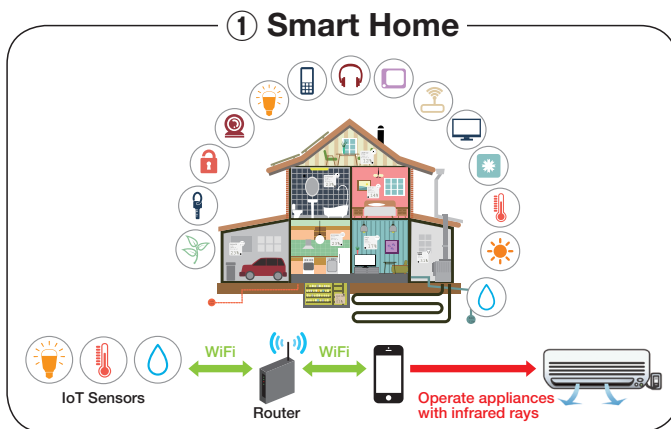 ① Smart Home
WiFi
WiFi
IoT Sensors
Router
Operate appliances
with infrared rays